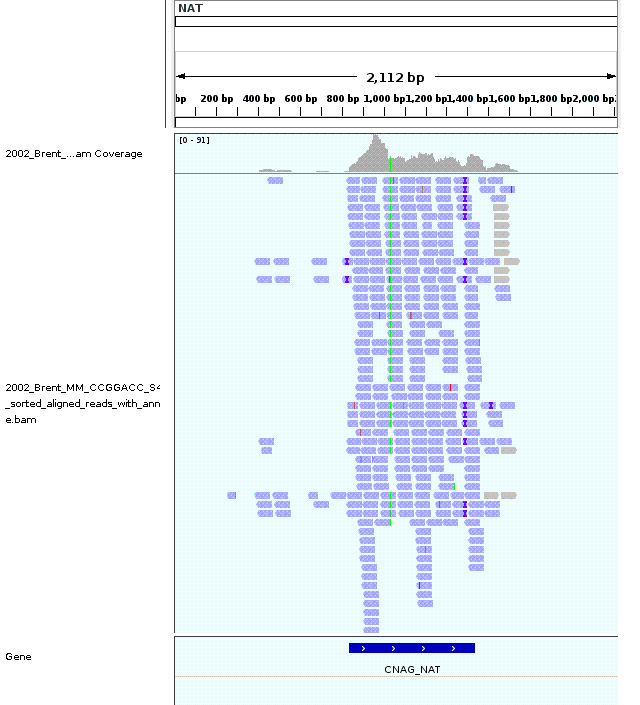 NAT
2,112 bp
bp 200 bp 400 bp 600 bp 800 bp 1,000 bp 1,200 bp 1,400 bp 1,600 bp 1,800 bp 2,000 bp
[0 - 91]
2002_Brent_...am Coverage
2002_Brent_MM_CCGGACC_S
_sorted_aligned_reads_with_ann
e.bam
Gene
CNAG_NAT